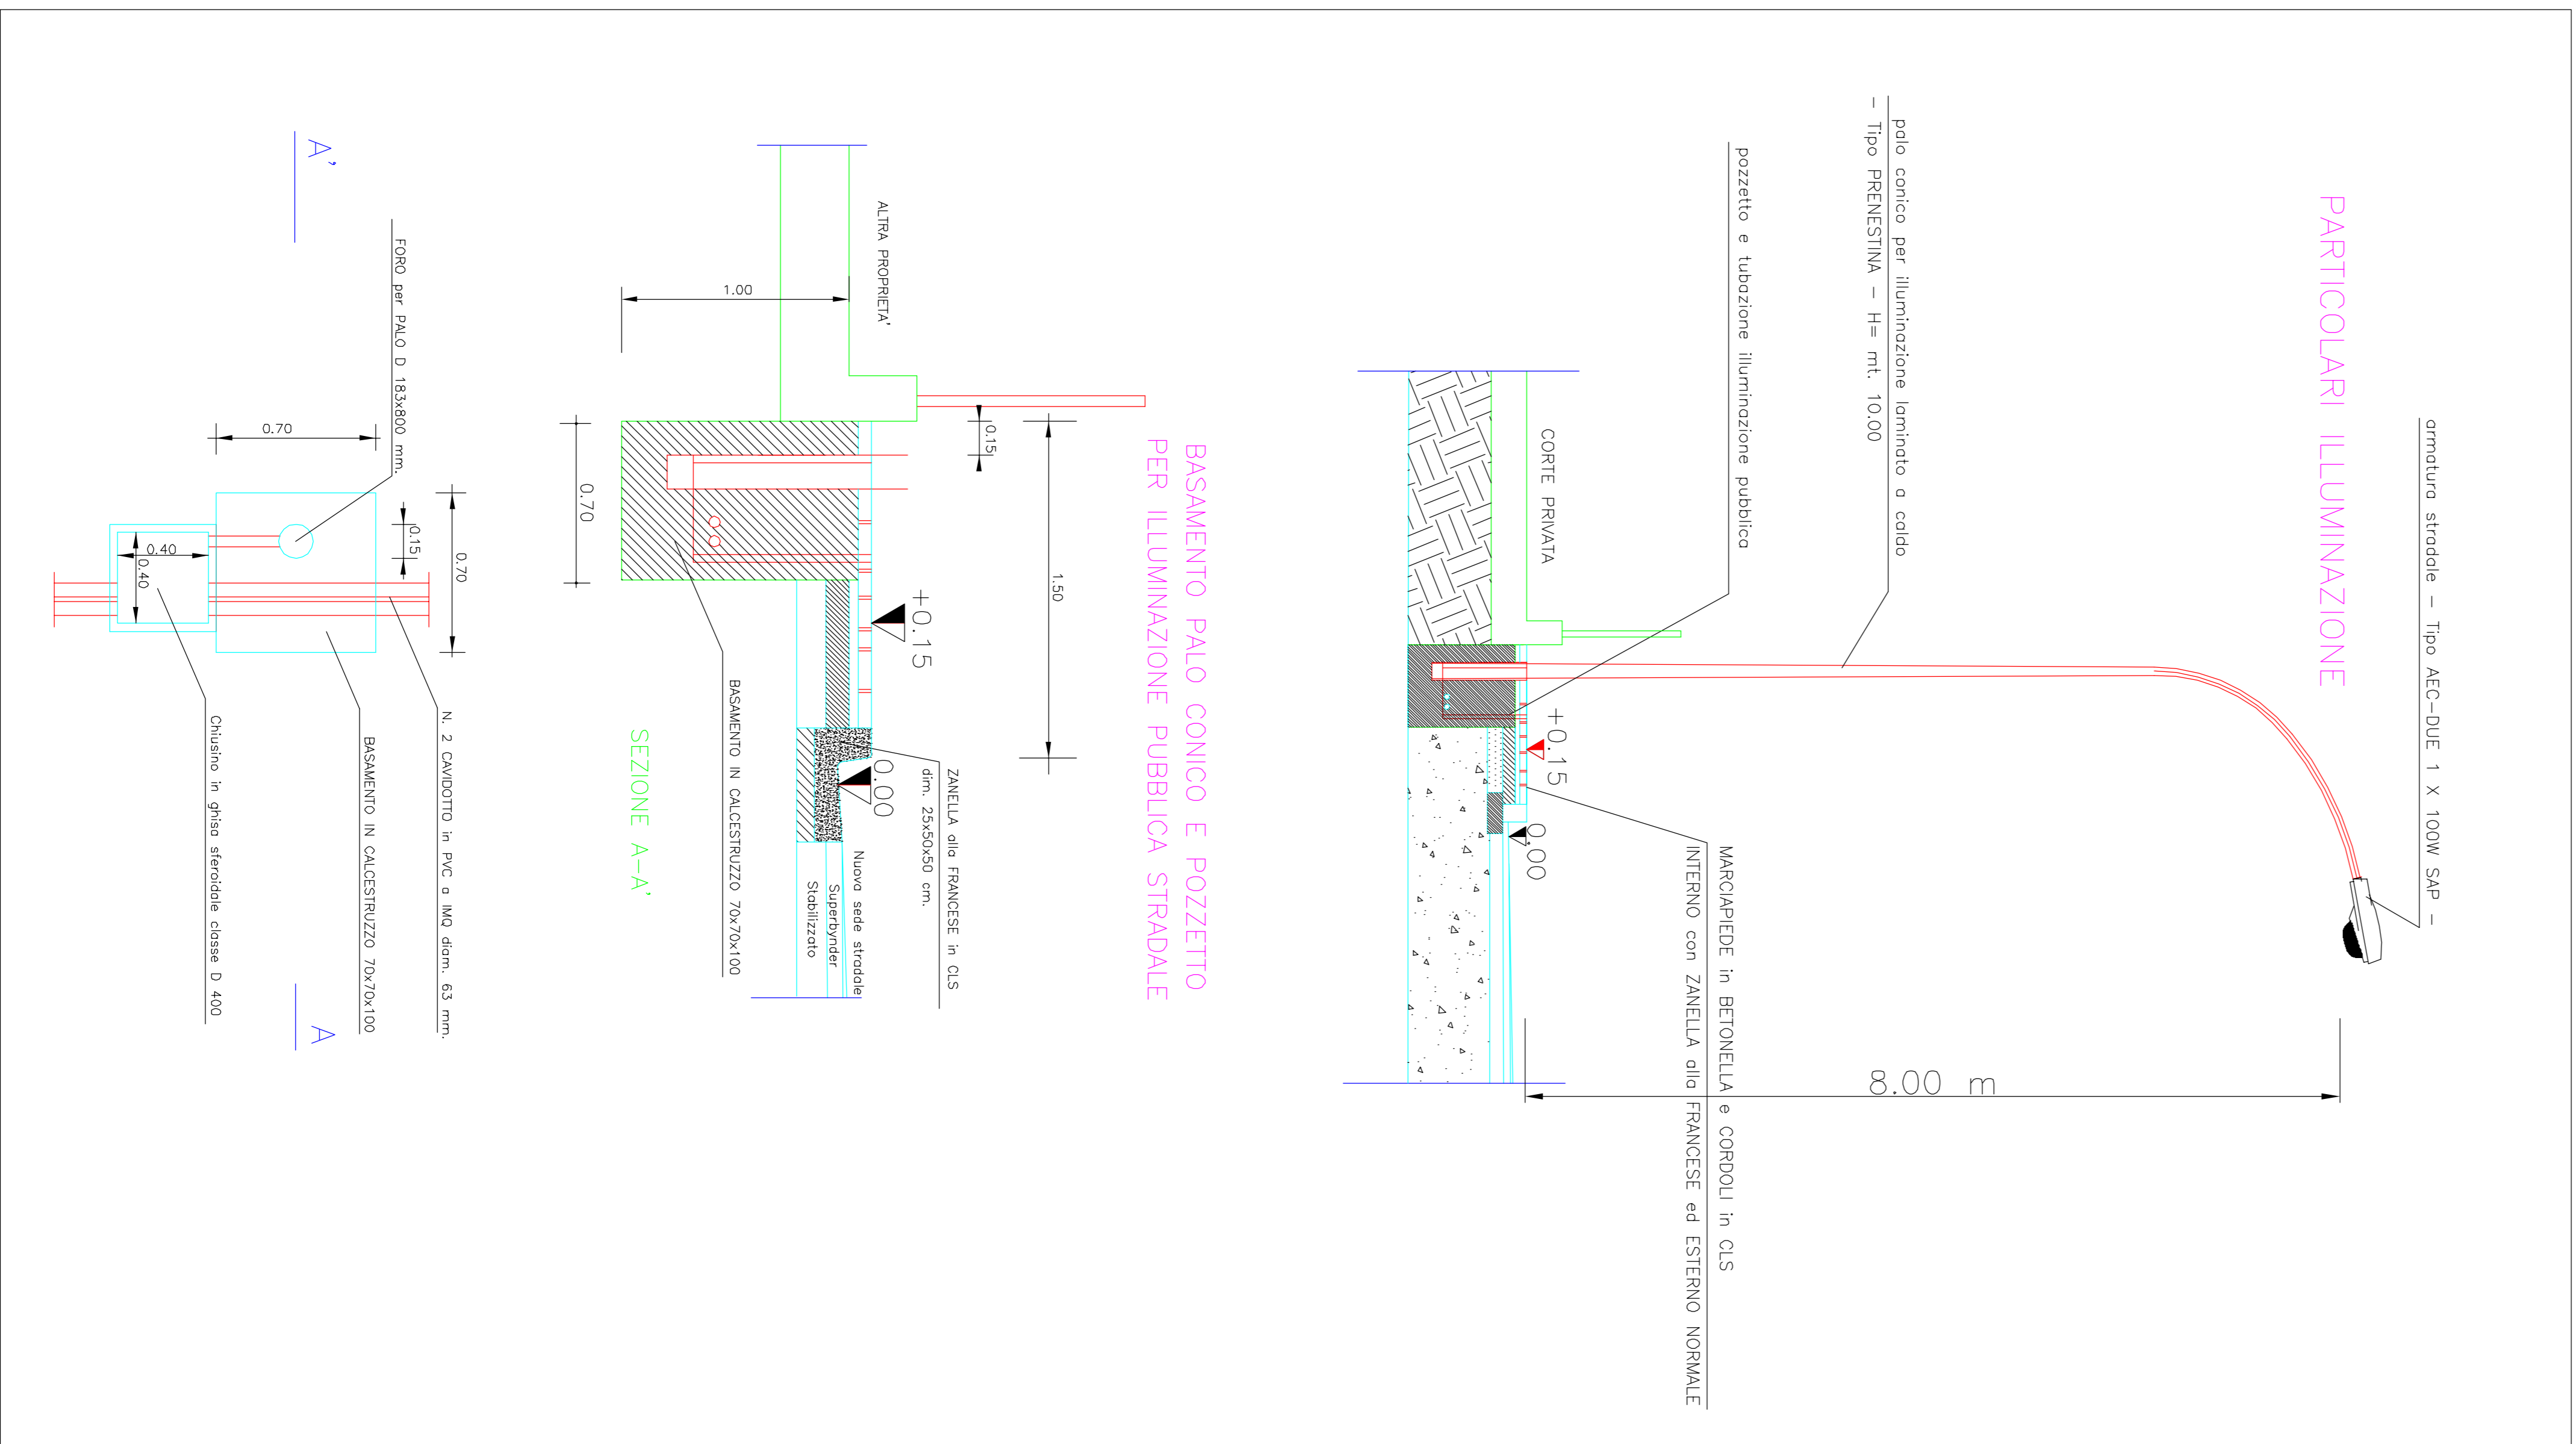 PARTICOLARI ILLUMINAZIONE
armatura stradale - Tipo AEC-DUE 1 X 100W SAP -
palo conico per illuminazione laminato a caldo
- Tipo PRENESTINA - H= mt. 10.00
pozzetto e tubazione illuminazione pubblica
8.00 m
CORTE PRIVATA
+0.15
0.00
MARCIAPIEDE in BETONELLA e CORDOLI in CLS
INTERNO con ZANELLA alla FRANCESE ed ESTERNO NORMALE
BASAMENTO PALO CONICO E POZZETTO
PER ILLUMINAZIONE PUBBLICA STRADALE
1.50
0.15
ALTRA PROPRIETA'
1.00
+0.15
0.00
ZANELLA alla FRANCESE in CLS
dim. 25x50x50 cm.
Nuova sede stradale
Superbynder
Stabilizzato
BASAMENTO IN CALCESTRUZZO 70x70x100
0.70
SEZIONE A-A'
0.70
0.15
FORO per PALO D 183x800 mm.
0.70
N. 2 CAVIDOTTO in PVC a IMQ diam. 63 mm.
BASAMENTO IN CALCESTRUZZO 70x70x100
A'
A
0.40
0.40
Chiusino in ghisa sferoidale classe D 400